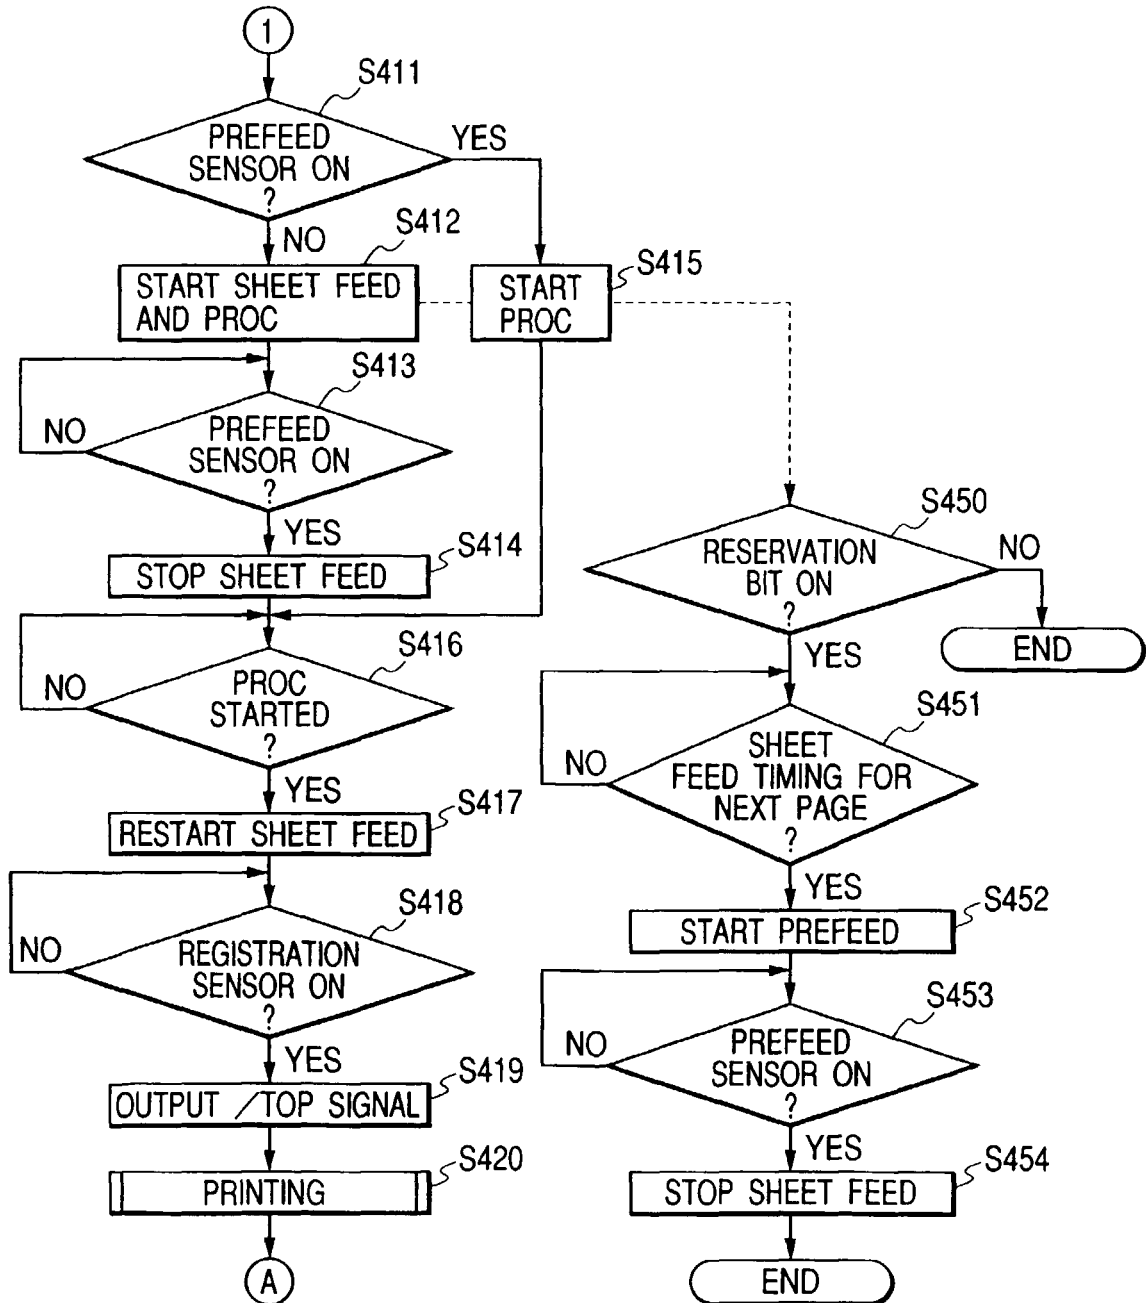 1
S411
PREFEED
SENSOR ON
?
YES
NO
S412
START SHEET FEED
AND PROC
S415
START
PROC
S413
PREFEED
SENSOR ON
?
NO
YES
S414
STOP SHEET FEED
S416
PROC
STARTED
?
NO
YES
S417
RESTART SHEET FEED
S418
REGISTRATION
SENSOR ON
?
NO
YES
S419
OUTPUT /TOP SIGNAL
S420
PRINTING
A
S450
RESERVATION
BIT ON
?
NO
END
YES
S451
SHEET
FEED TIMING FOR
NEXT PAGE
?
NO
YES
S452
START PREFEED
S453
PREFEED
SENSOR ON
?
NO
YES
S454
STOP SHEET FEED
END